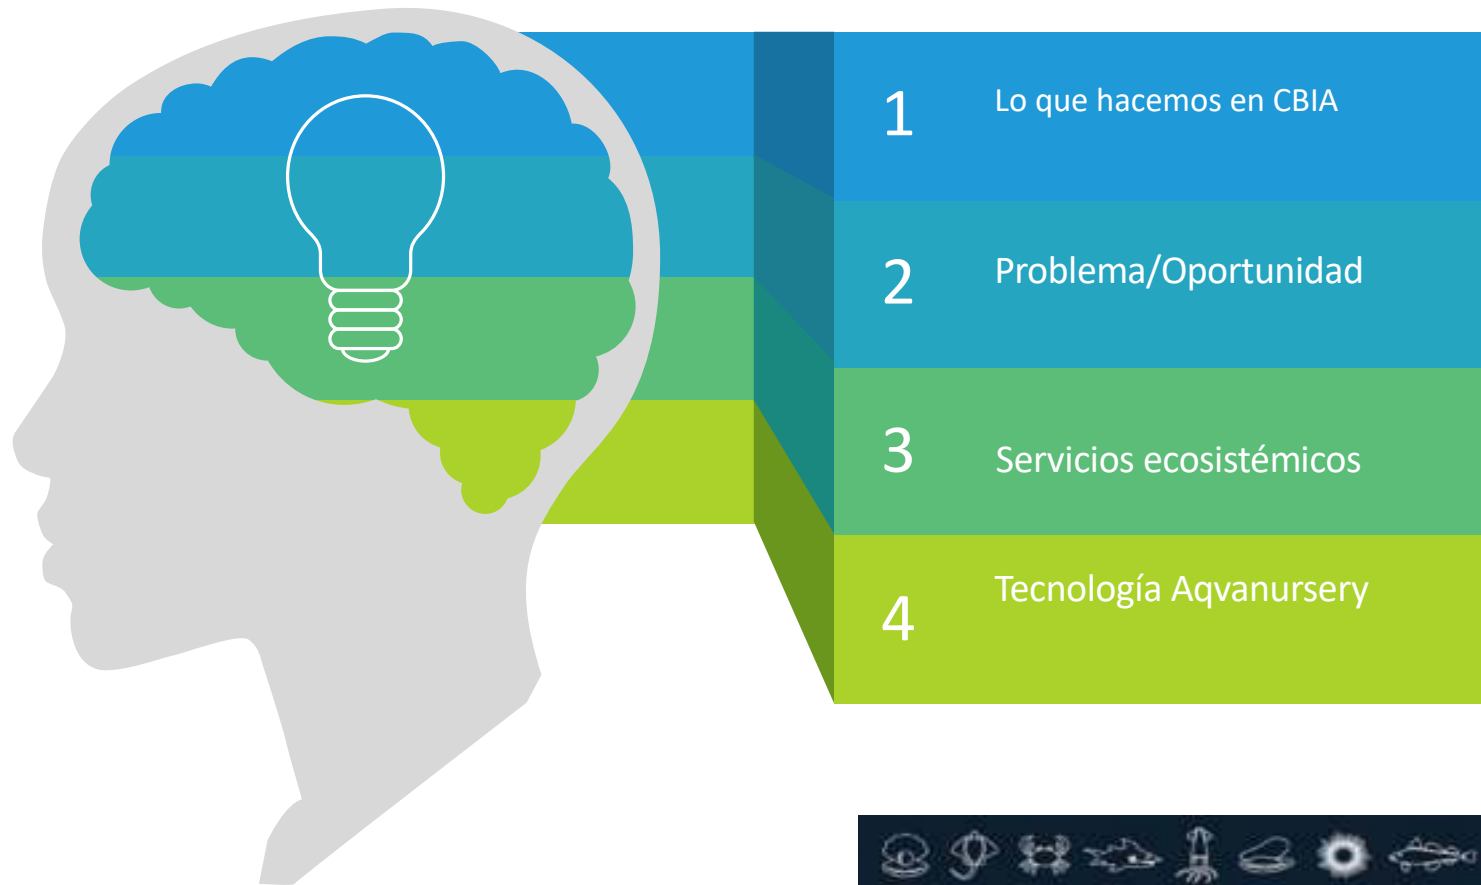 1
Lo que hacemos en CBIA
2
Problema/Oportunidad
3
Servicios ecosistémicos
4
Tecnología Aqvanursery